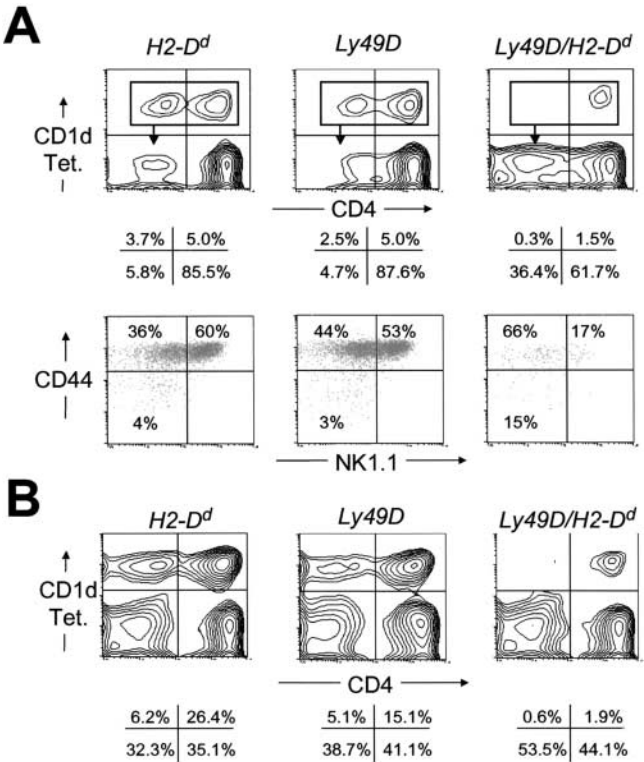 A
H2-Dd Ly49D Ly49D/H2-Dd
CD1d
Tet.
CD4
3.7% 5.0% 2.5% 5.0% 0.3% 1.5%
5.8% 85.5% 4.7% 87.6% 36.4% 61.7%
36% 60% 44% 53% 66% 17%
CD44
4% 3% 15%
NK1.1
B
H2-Dd Ly49D Ly49D/H2-Dd
CD1d
Tet.
CD4
6.2% 26.4% 5.1% 15.1% 0.6% 1.9%
32.3% 35.1% 38.7% 41.1% 53.5% 44.1%